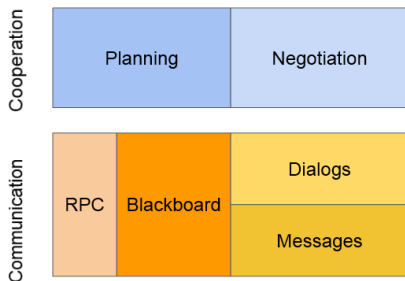 Cooperation
Planning
Negotiation
Communication
RPC
Blackboard
Dialogs
Messages